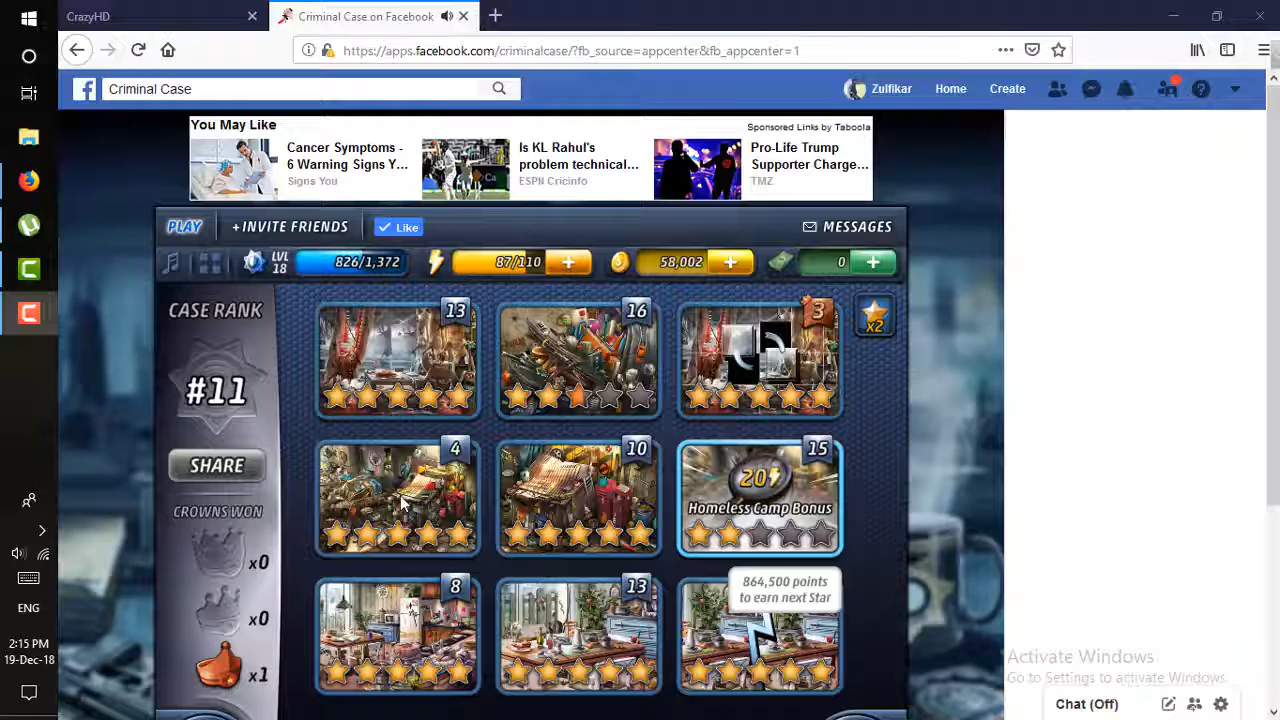 CrazyHD
Criminal Case on Facebook
https://apps.facebook.com/criminalcase/?fb_source=appcenter&fb_appcenter=1
Criminal Case
Zulfikar Home Create
You May Like
Sponsored Links by Taboola
Cancer Symptoms -
6 Warning Signs Y...
Signs You
Is KL Rahul's
problem technical...
ESPN Cricinfo
Pro-Life Trump
Supporter Charge...
TMZ
PLAY +INVITE FRIENDS Like MESSAGES
LVL
18
826/1,372
87/110 +
58,002 +
0 +
CASE RANK
#11
SHARE
CROWNS WON
x0
x0
x1
13
16
3
x2
4
10
15
20
Homeless Camp Bonus
8
13
864,500 points
to earn next Star
ENG
2:15 PM
19-Dec-18
Activate Windows
Go to Settings to activate Windows.
Chat (Off)